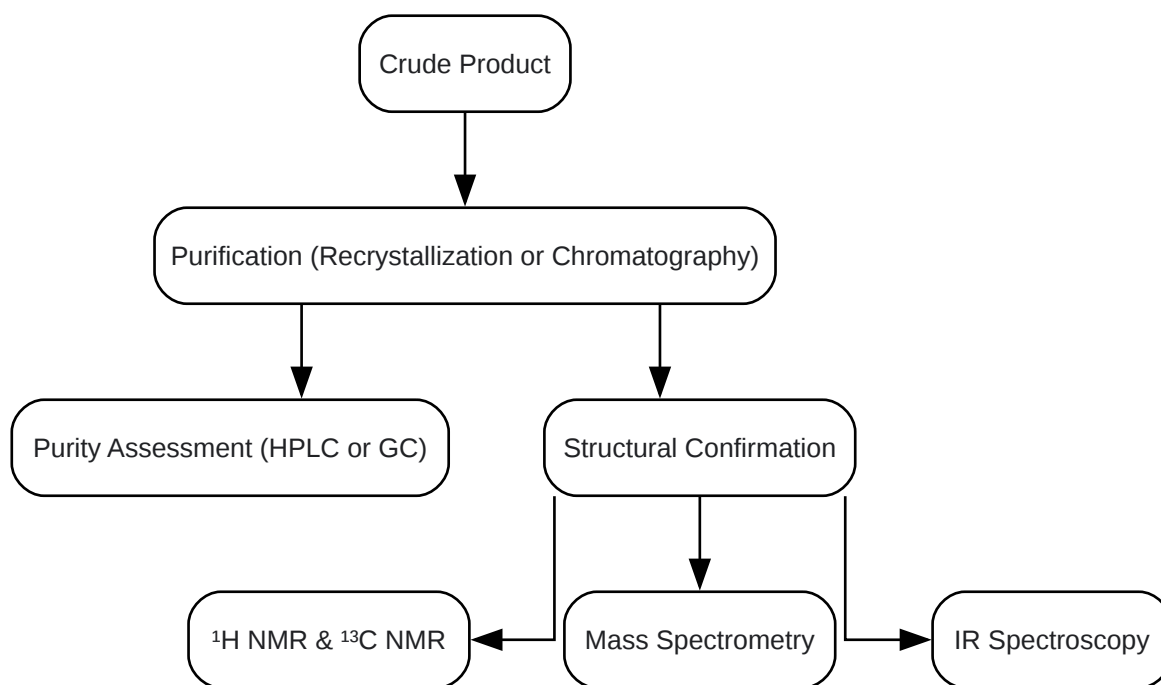 Crude Product
Purification (Recrystallization or Chromatography)
Purity Assessment (HPLC or GC)
Structural Confirmation
¹H NMR & ¹³C NMR
Mass Spectrometry
IR Spectroscopy